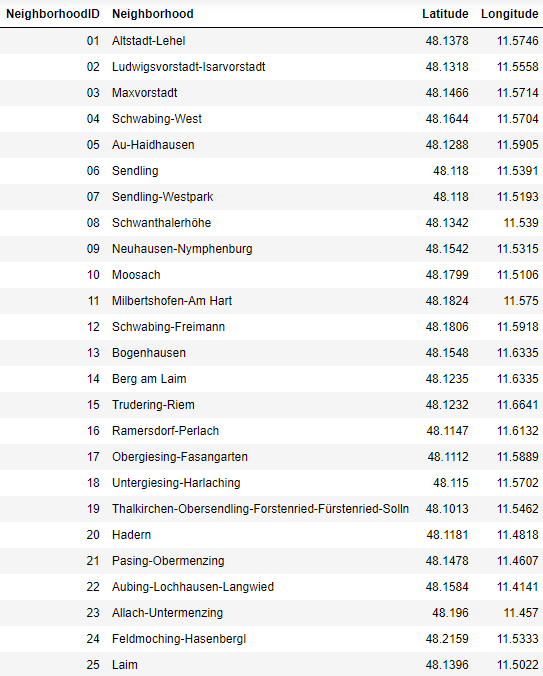 NeighborhoodID Neighborhood Latitude Longitude
01 Altstadt-Lehel 48.1378 11.5746
02 Ludwigsvorstadt-Isarvorstadt 48.1318 11.5558
03 Maxvorstadt 48.1466 11.5714
04 Schwabing-West 48.1644 11.5704
05 Au-Haidhausen 48.1288 11.5905
06 Sendling 48.118 11.5391
07 Sendling-Westpark 48.118 11.5193
08 Schwanthalerhöhe 48.1342 11.539
09 Neuhausen-Nymphenburg 48.1542 11.5315
10 Moosach 48.1799 11.5106
11 Milbertshofen-Am Hart 48.1824 11.575
12 Schwabing-Freimann 48.1806 11.5918
13 Bogenhausen 48.1548 11.6335
14 Berg am Laim 48.1235 11.6335
15 Trudering-Riem 48.1232 11.6641
16 Ramersdorf-Perlach 48.1147 11.6132
17 Obergiesing-Fasangarten 48.1112 11.5889
18 Untergiesing-Harlaching 48.115 11.5702
19 Thalkirchen-Obersendling-Forstenried-Fürstenried-Solln 48.1013 11.5462
20 Hadern 48.1181 11.4818
21 Pasing-Obermenzing 48.1478 11.4607
22 Aubing-Lochhausen-Langwied 48.1584 11.4141
23 Allach-Untermenzing 48.196 11.457
24 Feldmoching-Hasenbergl 48.2159 11.5333
25 Laim 48.1396 11.5022